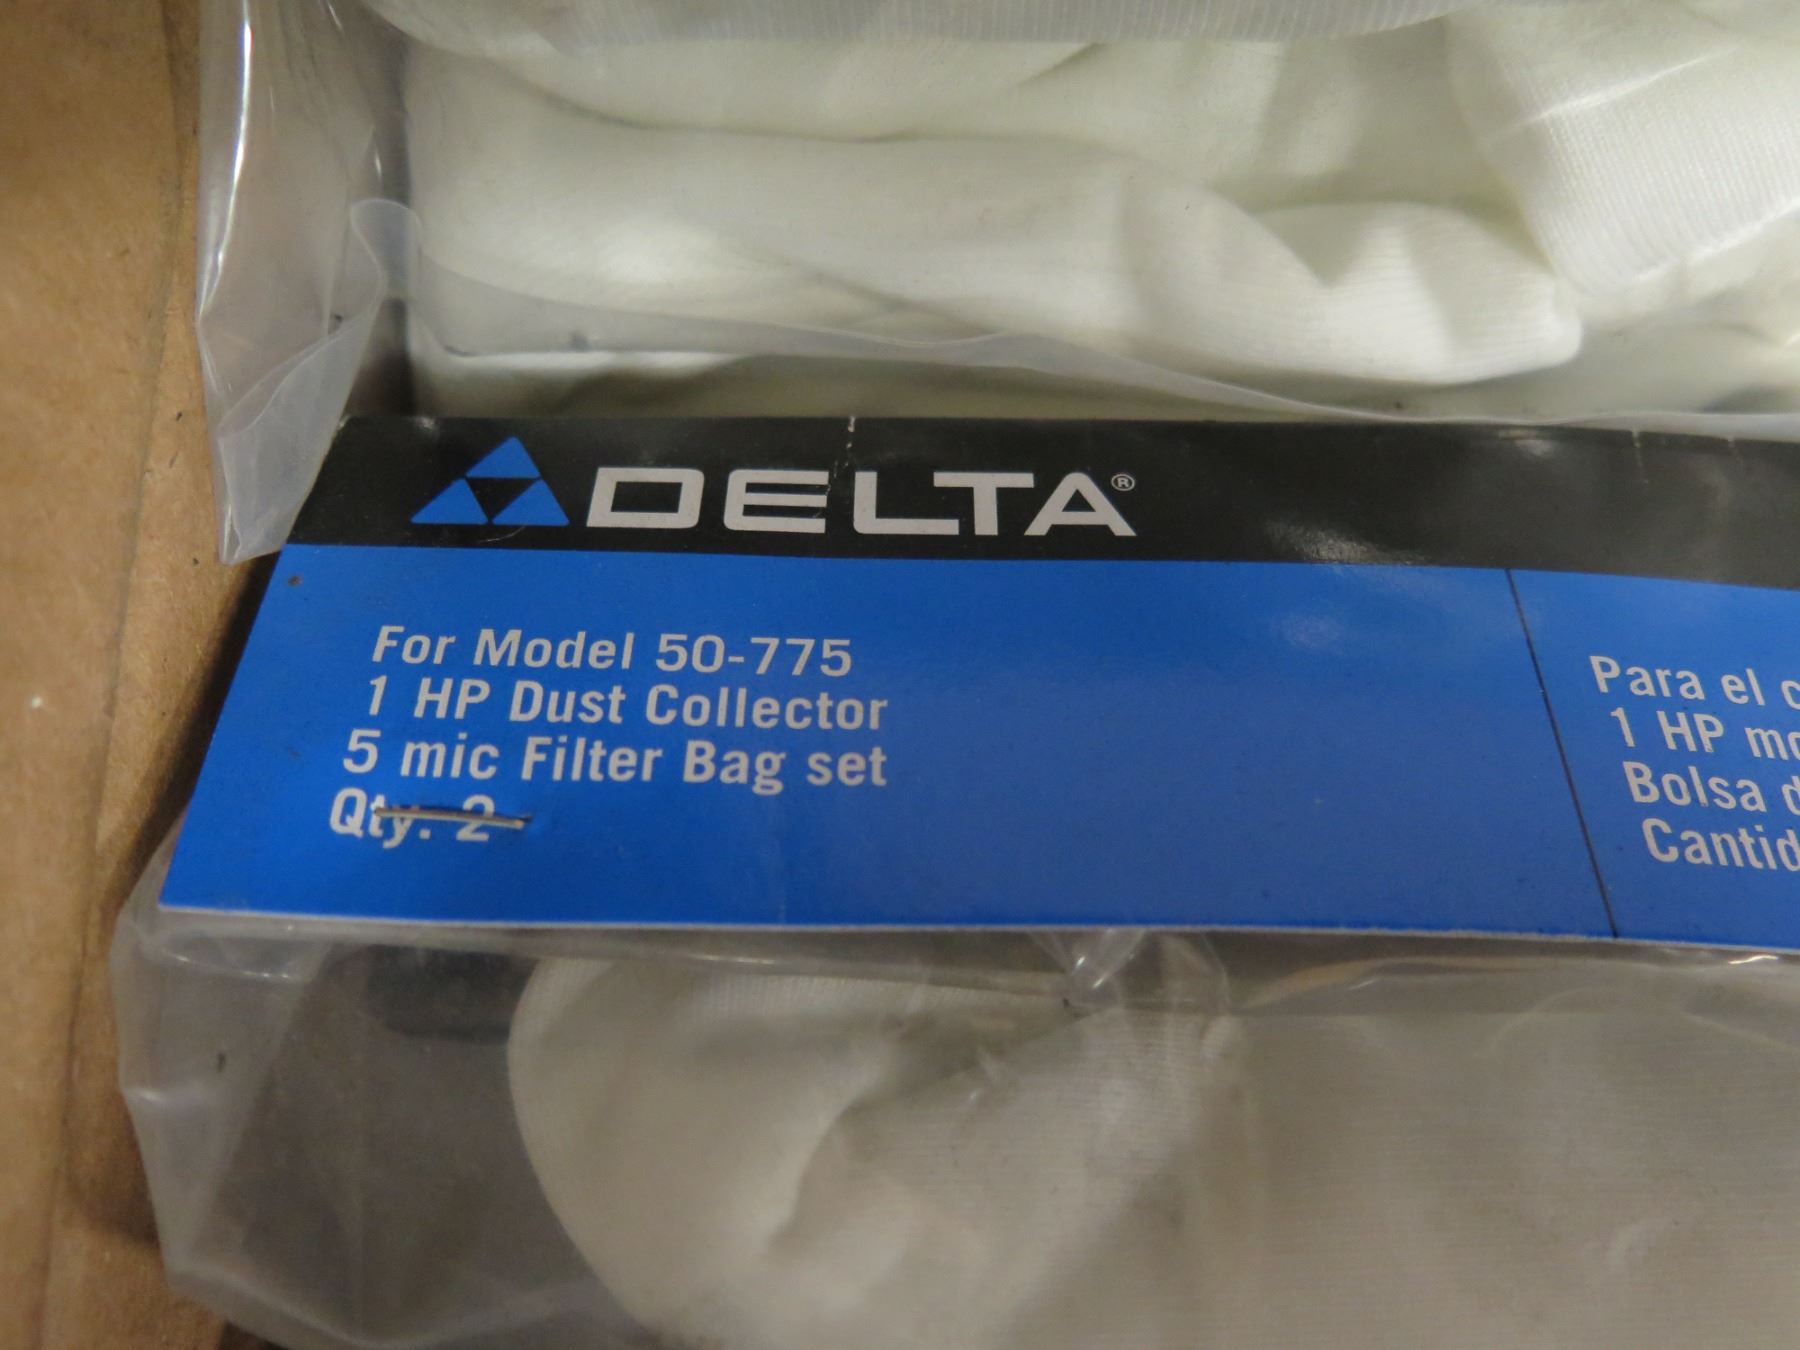 DELTA®
For Model 50-775
1 HP Dust Collector
5 mic Filter Bag set
Qty. 2
Para el
1 HP
Bolsa